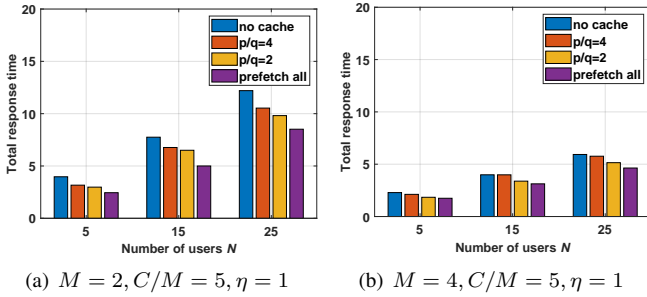 20
15
10
5
0
Total response time
no cache
p/q=4
p/q=2
prefetch all
5 15 25
Number of users N
(a) M = 2, C/M = 5, η = 1
20
15
10
5
0
Total response time
no cache
p/q=4
p/q=2
prefetch all
5 15 25
Number of users N
(b) M = 4, C/M = 5, η = 1